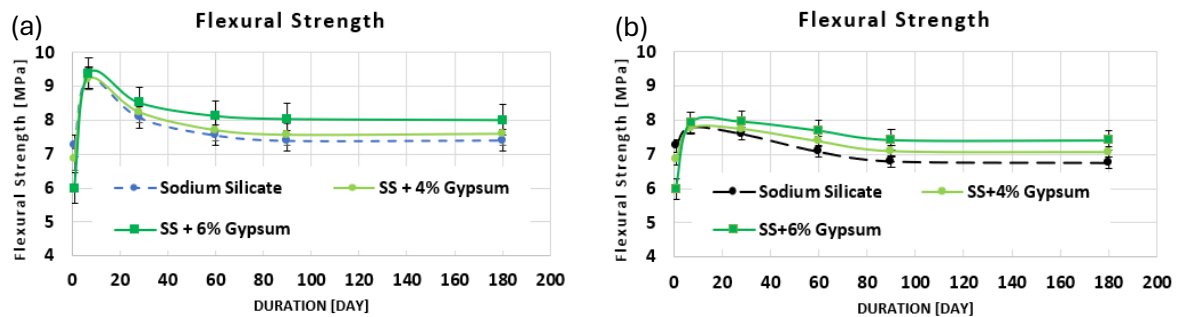 (a)
Flexural Strength
Flexural Strength [MPa]
10
9
8
7
6
5
4
Sodium Silicate
SS + 4% Gypsum
SS + 6% Gypsum
0 20 40 60 80 100 120 140 160 180 200
DURATION [DAY]
(b)
Flexural Strength
Flexural Strength [MPa]
10
9
8
7
6
5
4
Sodium Silicate
SS+4% Gypsum
SS+6% Gypsum
0 20 40 60 80 100 120 140 160 180 200
DURATION [DAY]